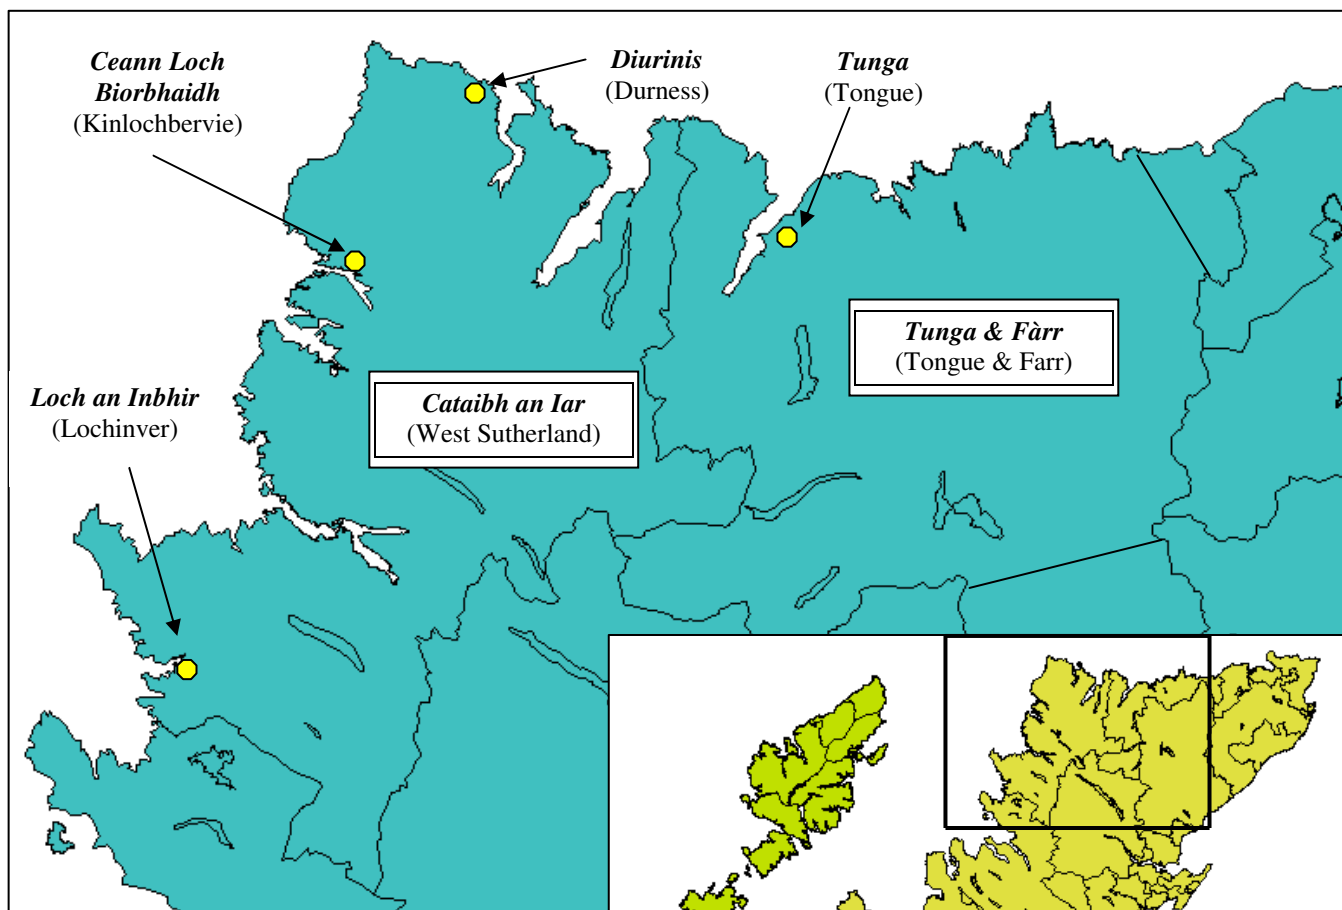 Ceann Loch
Biorbhaidh
(Kinlochbervie)
Diurinis
(Durness)
Tunga
(Tongue)
Tunga & Fàrr
(Tongue & Farr)
Loch an Inbhir
(Lochinver)
Cataibh an Iar
(West Sutherland)